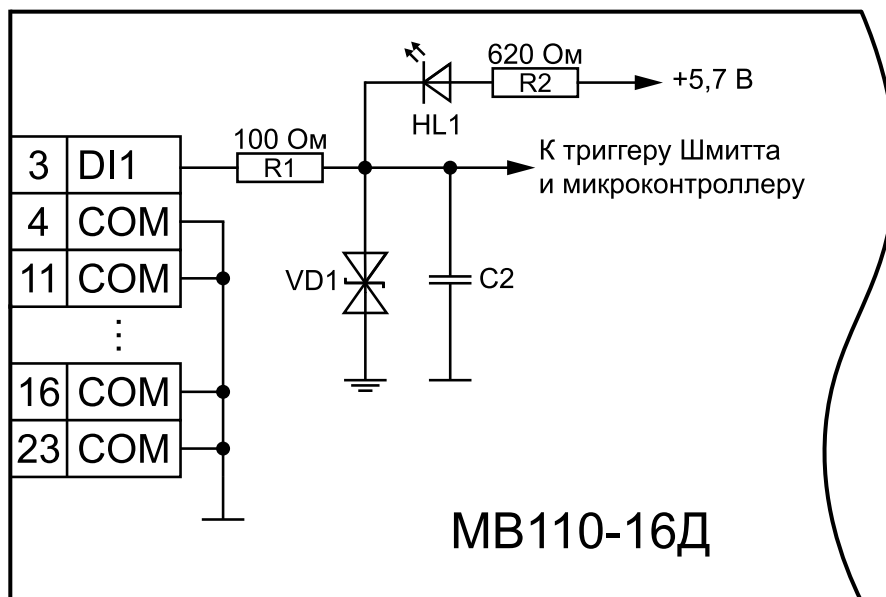 620 Ом
R2
+5,7 В
HL1
100 Ом
3 DI1
R1
К триггеру Шмитта
и микроконтроллеру
4 COM
11 COM
VD1
C2
16 COM
23 COM
МВ110-16Д